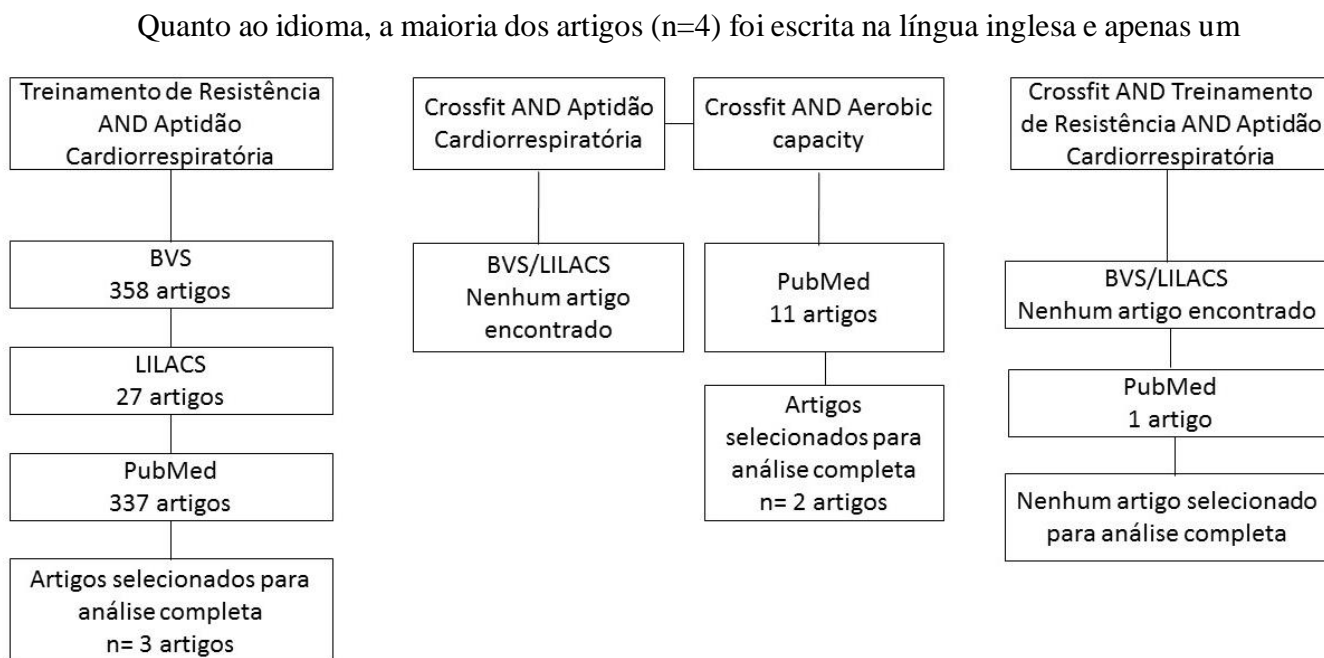 Quanto ao idioma, a maioria dos artigos (n=4) foi escrita na língua inglesa e apenas um
Treinamento de Resistência
AND Aptidão
Cardiorrespiratória
BVS
358 artigos
LILACS
27 artigos
PubMed
337 artigos
Artigos selecionados para
análise completa
n= 3 artigos
Crossfit AND Aptidão
Cardiorrespiratória
BVS/LILACS
Nenhum artigo
encontrado
Crossfit AND Aerobic
capacity
PubMed
11 artigos
Artigos
selecionados para
análise completa
n= 2 artigos
Crossfit AND Treinamento
de Resistência AND Aptidão
Cardiorrespiratória
BVS/LILACS
Nenhum artigo encontrado
PubMed
1 artigo
Nenhum artigo selecionado
para análise completa